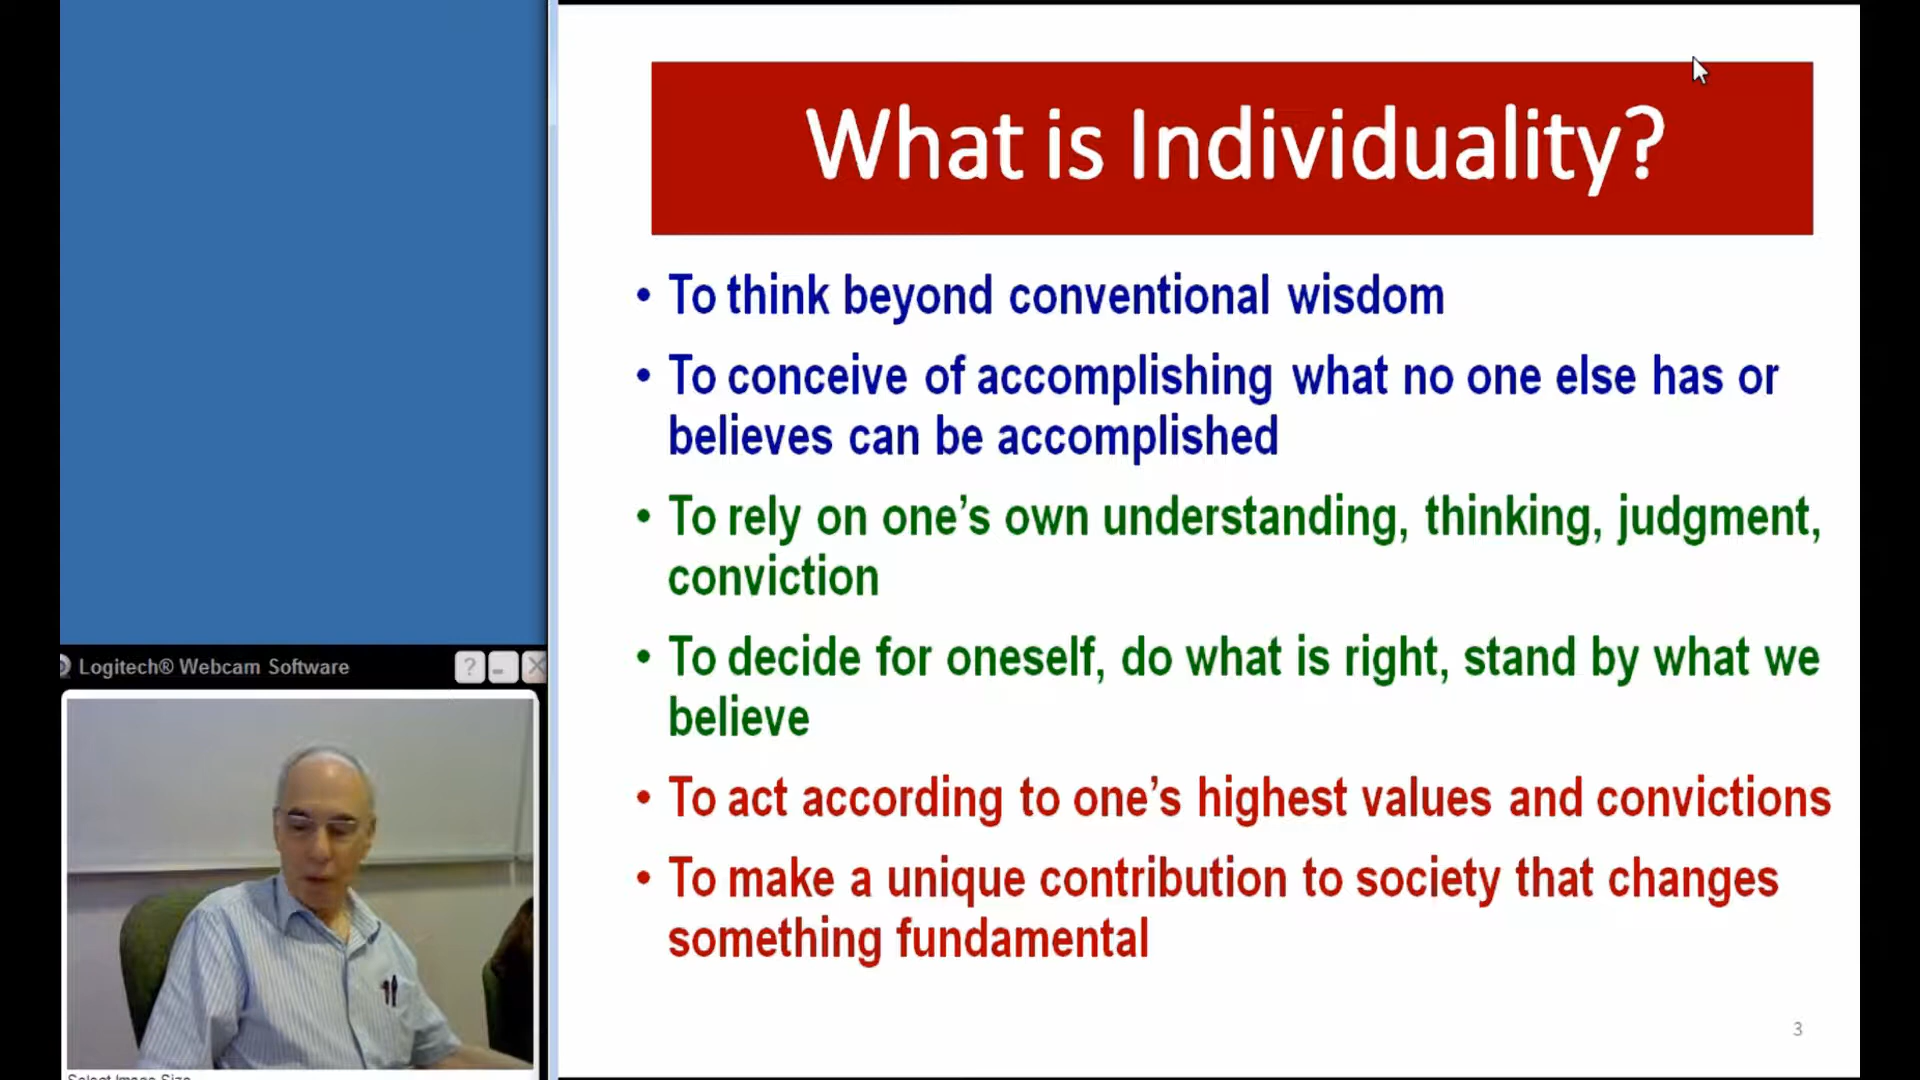 What is Individuality?
• To think beyond conventional wisdom
• To conceive of accomplishing what no one else has or
believes can be accomplished
• To rely on one’s own understanding, thinking, judgment,
conviction
• To decide for oneself, do what is right, stand by what we
believe
• To act according to one’s highest values and convictions
• To make a unique contribution to society that changes
something fundamental
3
Logitech® Webcam Software
Select Image Size